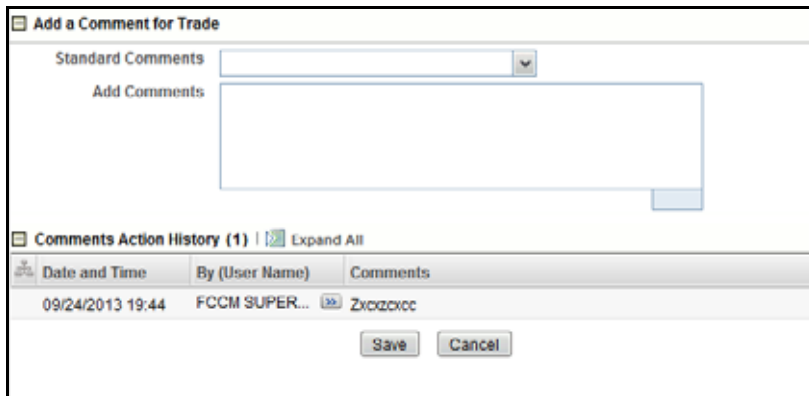 Add a Comment for Trade
Standard Comments
Add Comments
Comments Action History (1) | Expand All
Date and Time By (User Name) Comments
09/24/2013 19:44 FCCM SUPER... Zxcxzcxcc
Save Cancel